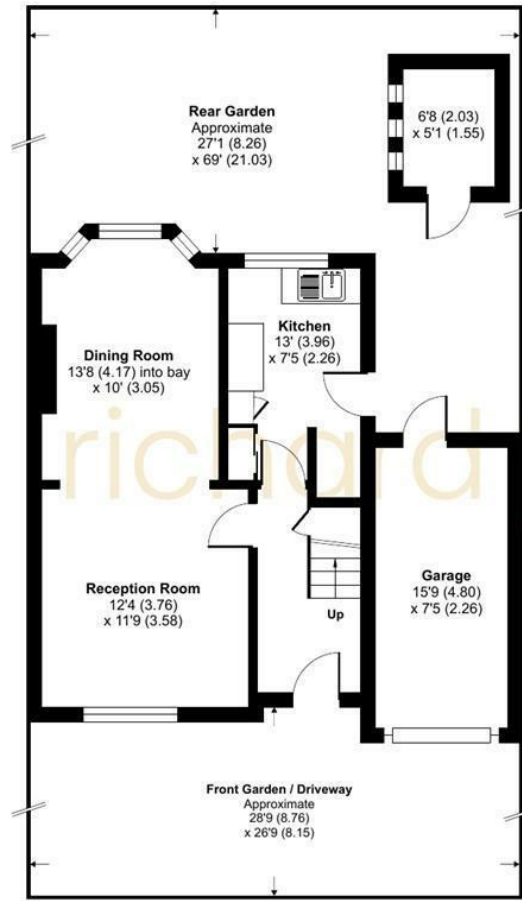 Rear Garden
Approximate
27'1 (8.26)
x 69' (21.03)
6'8 (2.03)
x 5'1 (1.55)
Kitchen
13' (3.96)
x 7'5 (2.26)
Dining Room
13'8 (4.17) into bay
x 10' (3.05)
richard
Reception Room
12'4 (3.76)
x 11'9 (3.58)
Up
Garage
15'9 (4.80)
x 7'5 (2.26)
Front Garden / Driveway
Approximate
28'9 (8.76)
x 26'9 (8.15)